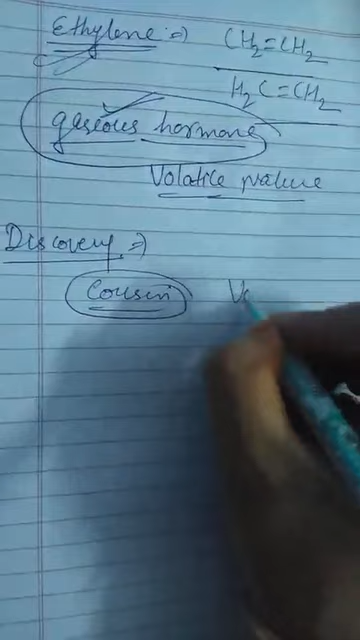 Ethylene ⇒ CH₂=CH₂
H₂C=CH₂
gaseous hormone
Volatile nature
Discovery ⇒
Cousin